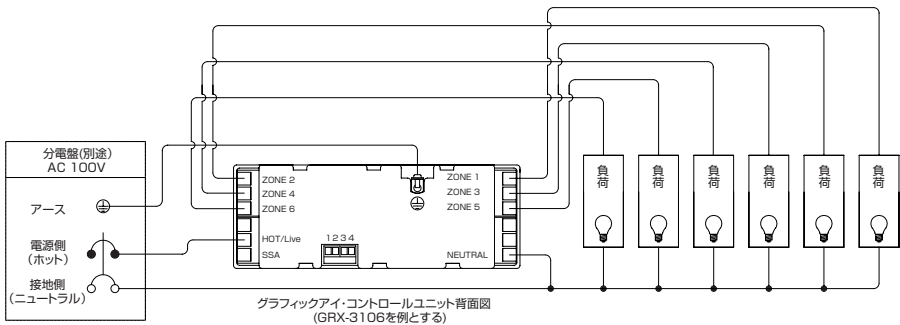 分電盤(別途)
AC 100V
アース
電源側
(ホット)
接地側
(ニュートラル)
ZONE 2
ZONE 4
ZONE 6
HOT/Live
SSA
1 2 3 4
ZONE 1
ZONE 3
ZONE 5
NEUTRAL
負荷
負荷
負荷
負荷
負荷
負荷
グラフィックアイ・コントロールユニット背面図
(GRX-3106を例とする)